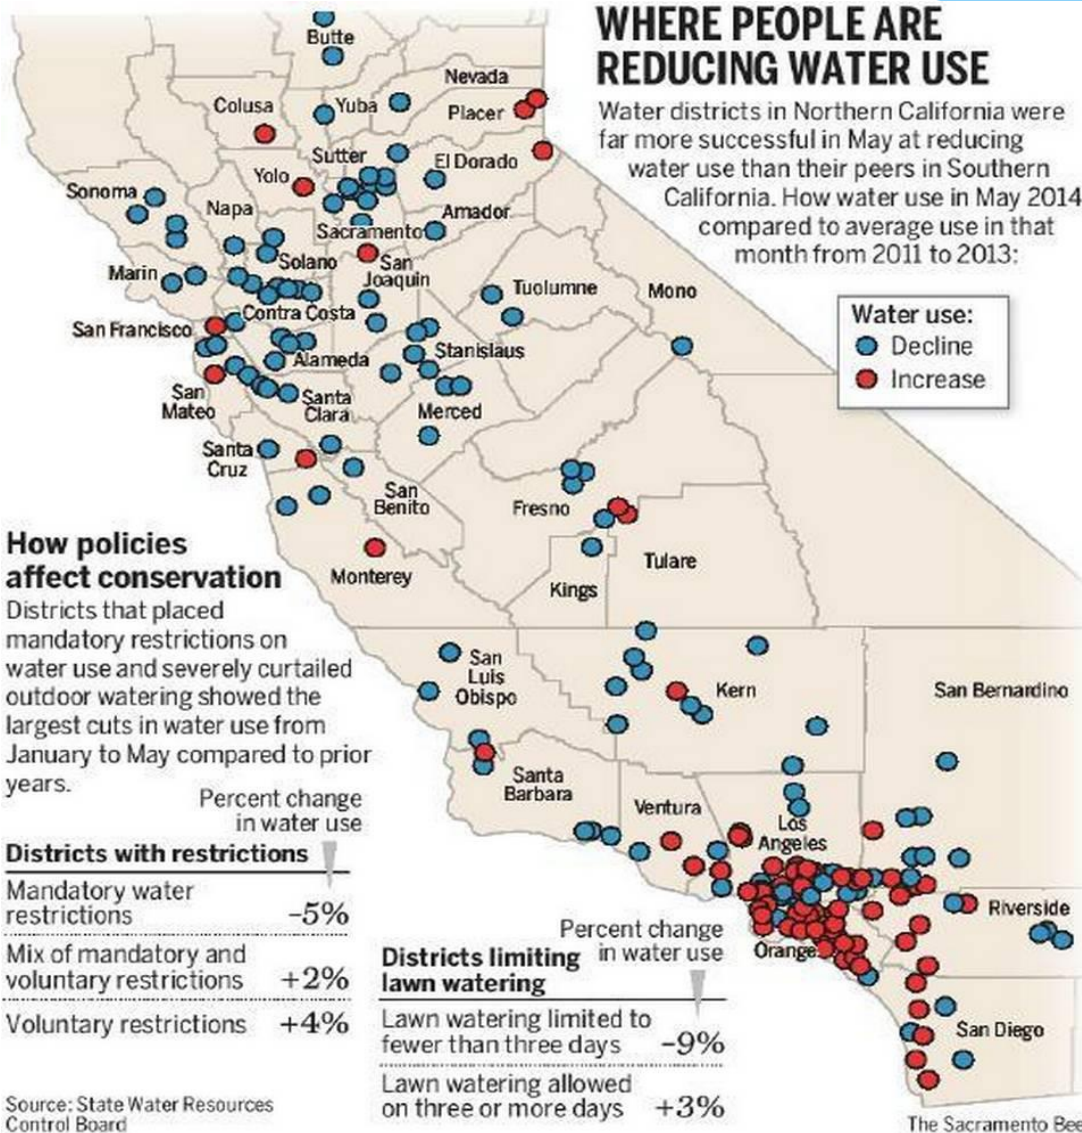 WHERE PEOPLE ARE
REDUCING WATER USE
Water districts in Northern California were
far more successful in May at reducing
water use than their peers in Southern
California. How water use in May 2014
compared to average use in that
month from 2011 to 2013:
Water use:
Decline
Increase
Butte
Nevada
Colusa
Yuba
Placer
Sutter
El Dorado
Yolo
Sonoma
Napa
Amador
Sacramento
Solano
San
Joaquin
Marin
Tuolumne
Mono
Contra Costa
San Francisco
Alameda
Stanislaus
San
Mateo
Santa
Clara
Merced
Santa
Cruz
San
Benito
Fresno
Tulare
Monterey
Kings
San
Luis
Obispo
Kern
San Bernardino
Santa
Barbara
Ventura
Los
Angeles
Riverside
Orange
San Diego
How policies
affect conservation
Districts that placed
mandatory restrictions on
water use and severely curtailed
outdoor watering showed the
largest cuts in water use from
January to May compared to prior
years.
Percent change
in water use
Districts with restrictions
Mandatory water
restrictions –5%
Mix of mandatory and
voluntary restrictions +2%
Voluntary restrictions +4%
Percent change
in water use
Districts limiting
lawn watering
Lawn watering limited to
fewer than three days –9%
Lawn watering allowed
on three or more days +3%
Source: State Water Resources
Control Board
The Sacramento Bee